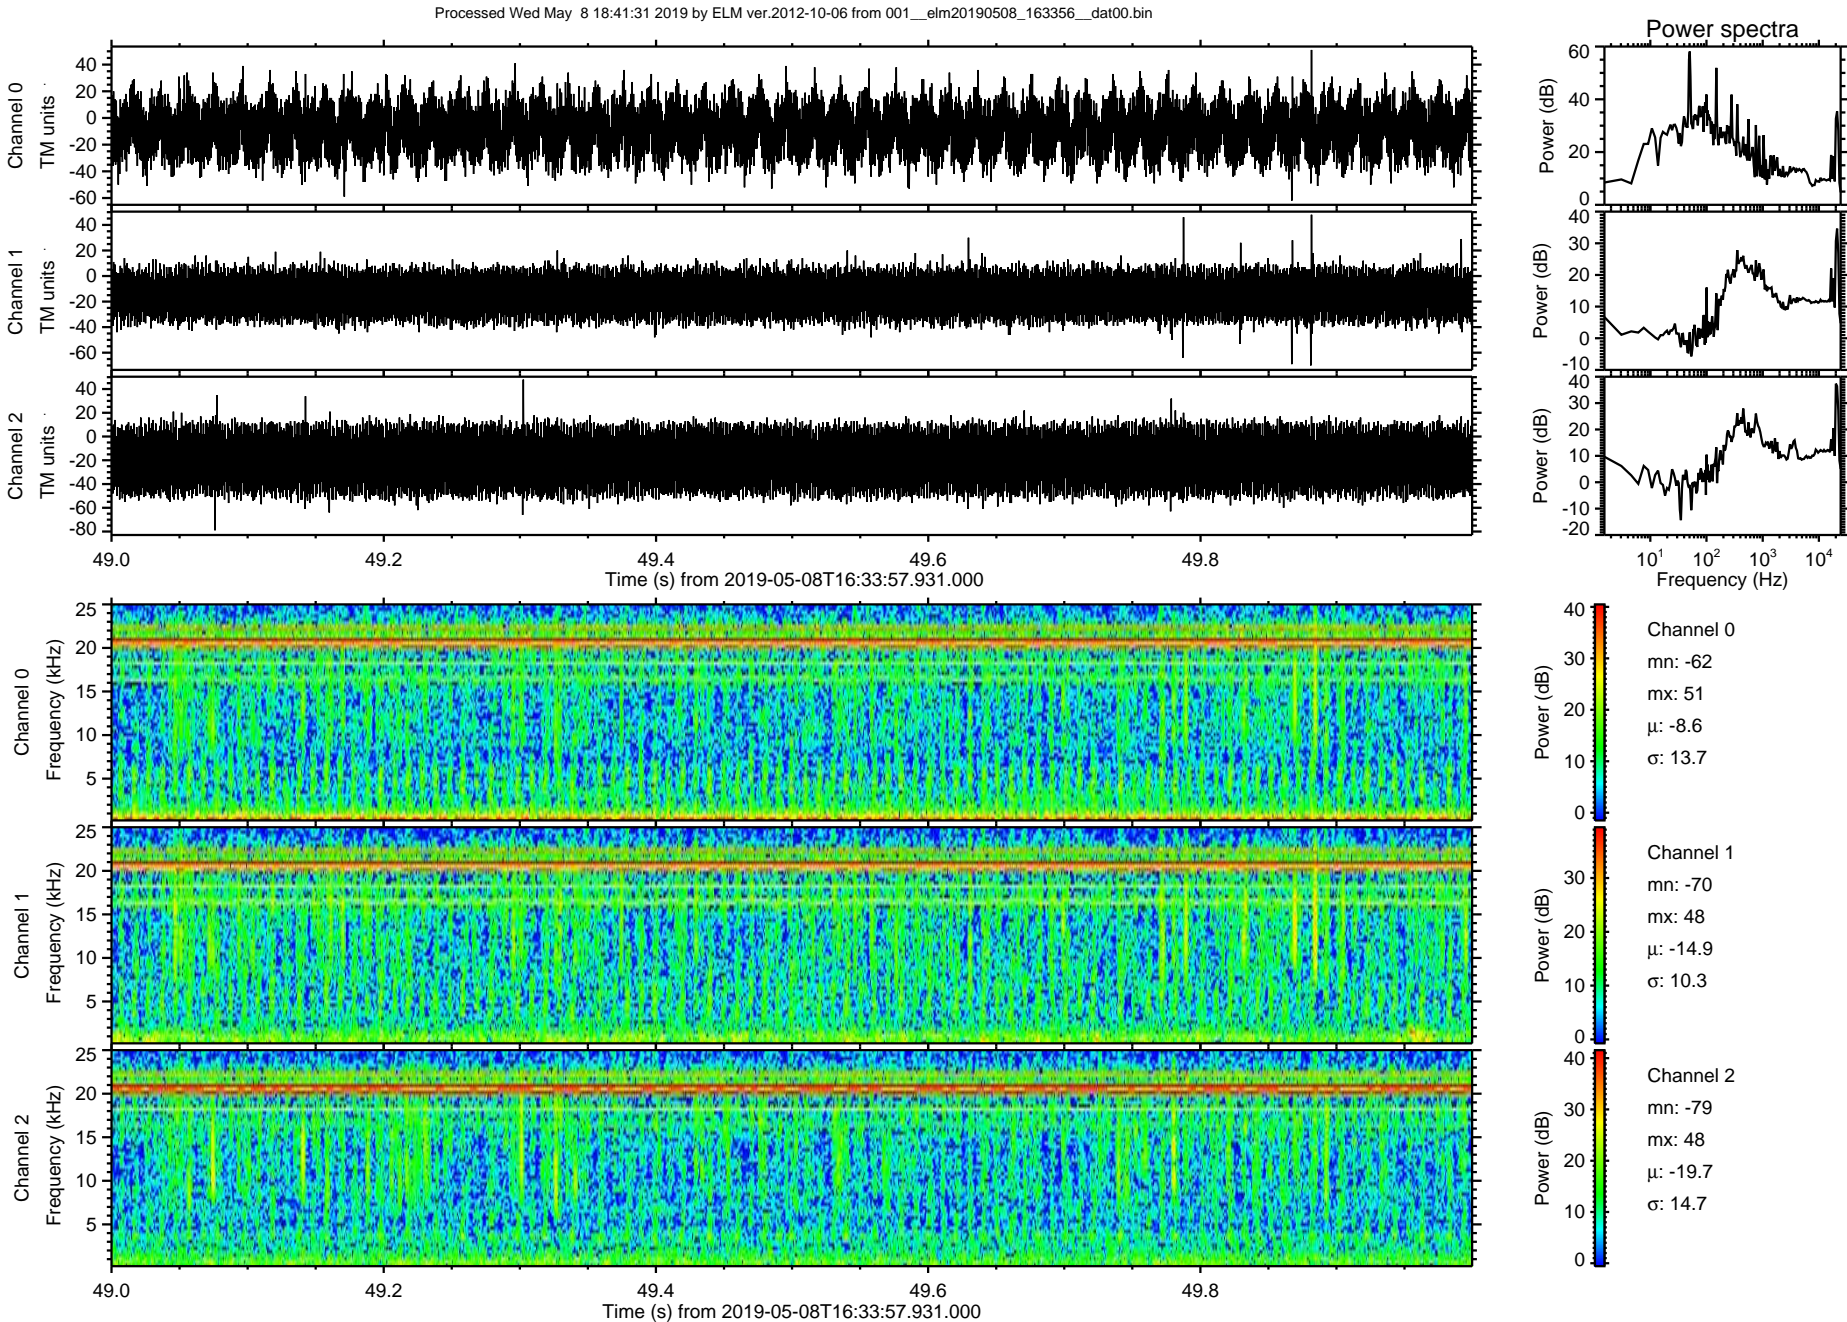 Processed Wed May  8 18:41:31 2019 by ELM ver.2012-10-06 from 001__elm20190508_163356__dat00.bin
Power spectra
Channel 0
TM units
40
20
0
-20
-40
-60
Power (dB)
60
40
20
0
Channel 1
TM units
40
20
0
-20
-40
-60
Power (dB)
40
30
20
10
0
-10
Channel 2
TM units
40
20
0
-20
-40
-60
-80
Power (dB)
40
30
20
10
0
-10
-20
49.0 49.2 49.4 49.6 49.8
Time (s) from 2019-05-08T16:33:57.931.000
10¹ 10² 10³ 10⁴
Frequency (Hz)
Channel 0
Frequency (kHz)
25
20
15
10
5
Power (dB)
40
30
20
10
0
Channel 0
mn: -62
mx: 51
μ: -8.6
σ: 13.7
Channel 1
Frequency (kHz)
25
20
15
10
5
Power (dB)
30
20
10
0
Channel 1
mn: -70
mx: 48
μ: -14.9
σ: 10.3
Channel 2
Frequency (kHz)
25
20
15
10
5
Power (dB)
40
30
20
10
0
Channel 2
mn: -79
mx: 48
μ: -19.7
σ: 14.7
49.0 49.2 49.4 49.6 49.8
Time (s) from 2019-05-08T16:33:57.931.000